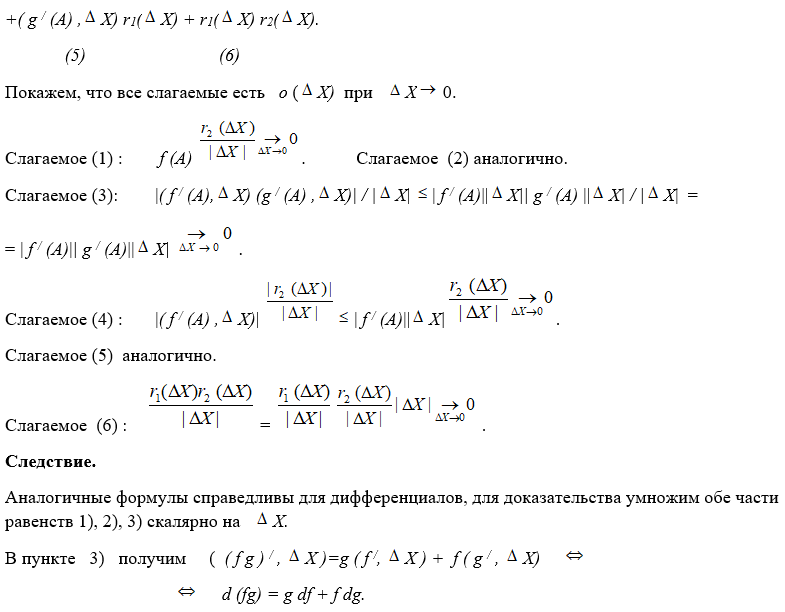 +( g ′ (A) , Δ X) r₁( Δ X) + r₁( Δ X) r₂( Δ X).
(5) (6)
Покажем, что все слагаемые есть o ( Δ X) при Δ X → 0.
Слагаемое (1) : f (A) r₂ (ΔX) / | ΔX | → 0 ΔX→0 . Слагаемое (2) аналогично.
Слагаемое (3): |( f ′ (A), Δ X) (g ′ (A) , Δ X)| / | Δ X| ≤ | f ′ (A)|| Δ X|| g ′ (A) || Δ X| / | Δ X| =
= | f ′ (A)|| g ′ (A)|| Δ X| → 0 ΔX → 0 .
Слагаемое (4) : |( f ′ (A) , Δ X)| | r₂ (ΔX)| / | ΔX | ≤ | f ′ (A)|| Δ X| r₂ (ΔX) / | ΔX | → 0 ΔX→0 .
Слагаемое (5) аналогично.
Слагаемое (6) : r₁(ΔX)r₂ (ΔX) / | ΔX | = r₁ (ΔX) / | ΔX | r₂ (ΔX) / | ΔX | | ΔX | → 0 ΔX→0 .
Следствие.
Аналогичные формулы справедливы для дифференциалов, для доказательства умножим обе части
равенств 1), 2), 3) скалярно на Δ X.
В пункте 3) получим ( ( f g ) ′ , Δ X )=g ( f ′, Δ X ) + f ( g ′ , Δ X) ⇔
⇔ d (fg) = g df + f dg.